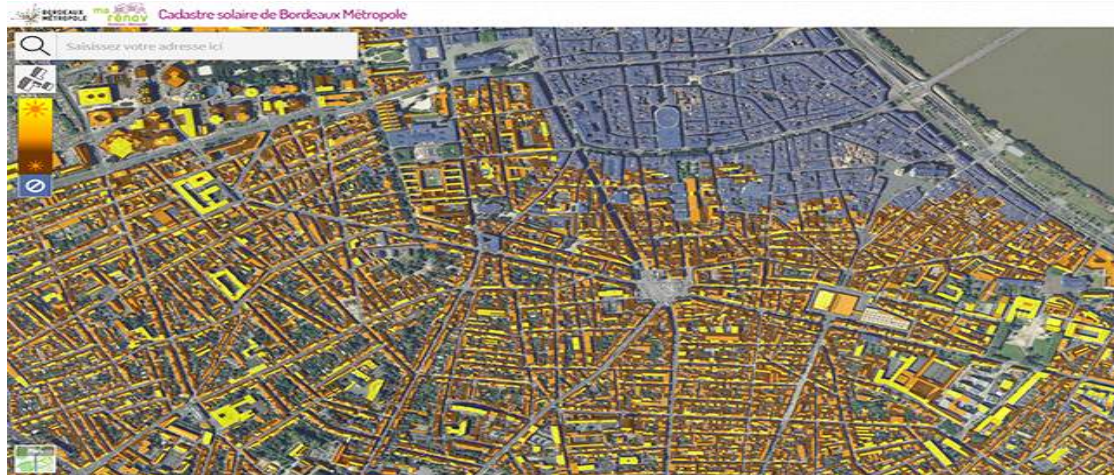 BORDEAUX
MÉTROPOLE
ma
rénov
Cadastre solaire de Bordeaux Métropole
Saisissez votre adresse ici